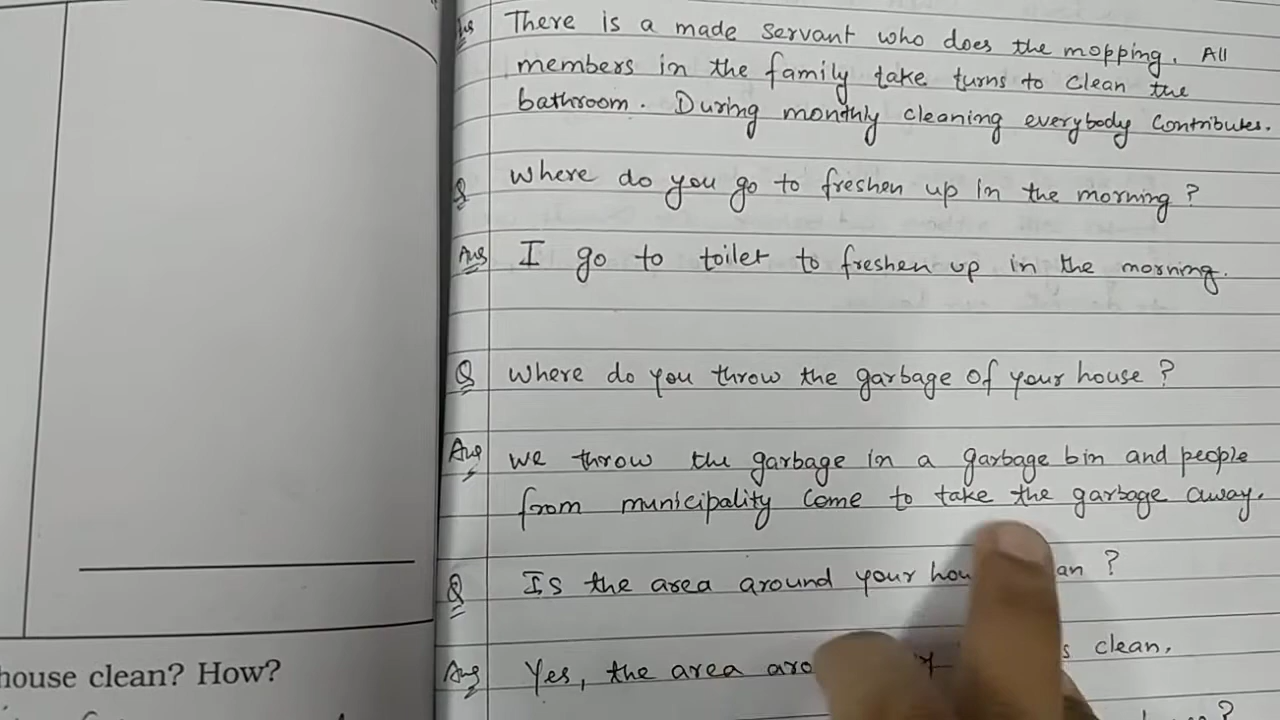 Ans There is a made servant who does the mopping. All
members in the family take turns to clean the
bathroom. During monthly cleaning everybody contributes.
Q Where do you go to freshen up in the morning?
Ans I go to toilet to freshen up in the morning.
Q Where do you throw the garbage of your house?
Ans we throw the garbage in a garbage bin and people
from municipality come to take the garbage away.
Q Is the area around your ?
Ans Yes, the area clean.
house clean? How?